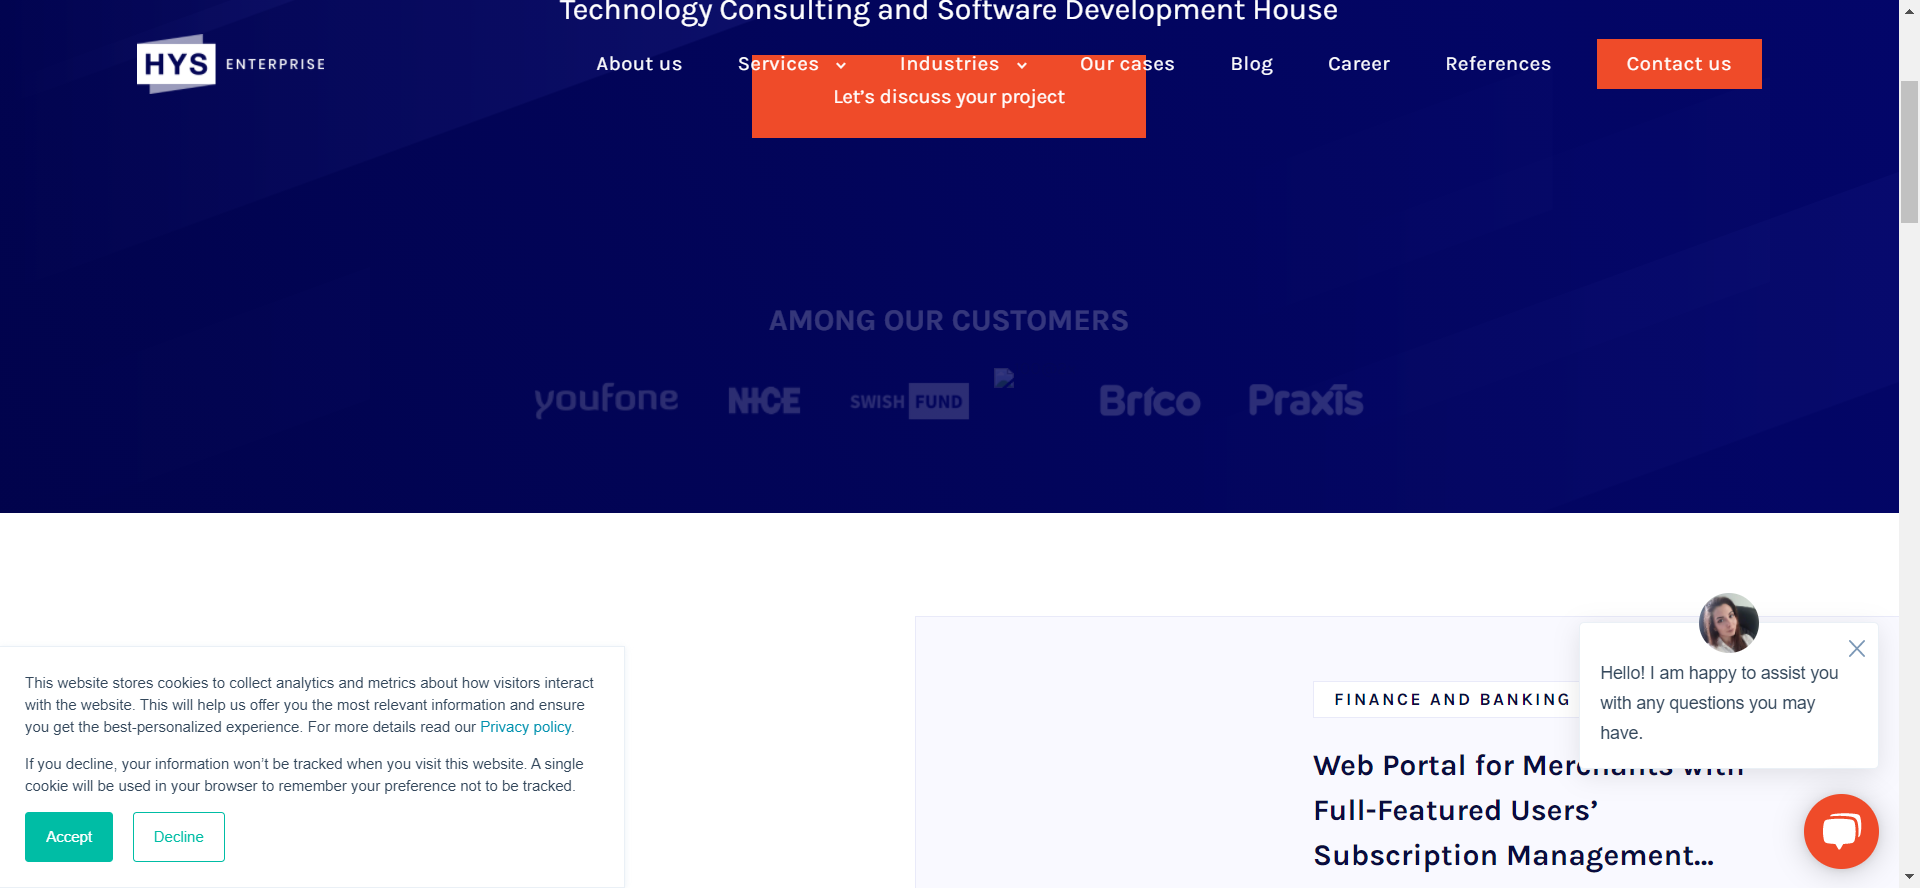 Technology Consulting and Software Development House
HYS ENTERPRISE
About us Services Industries Our cases Blog Career References Contact us
Let’s discuss your project
AMONG OUR CUSTOMERS
youfone NICE SWISH FUND Brico Praxis
This website stores cookies to collect analytics and metrics about how visitors interact
with the website. This will help us offer you the most relevant information and ensure
you get the best-personalized experience. For more details read our Privacy policy.
If you decline, your information won’t be tracked when you visit this website. A single
cookie will be used in your browser to remember your preference not to be tracked.
Accept Decline
FINANCE AND BANKING
Web Portal for Merchants with
Full-Featured Users’
Subscription Management...
Hello! I am happy to assist you
with any questions you may
have.